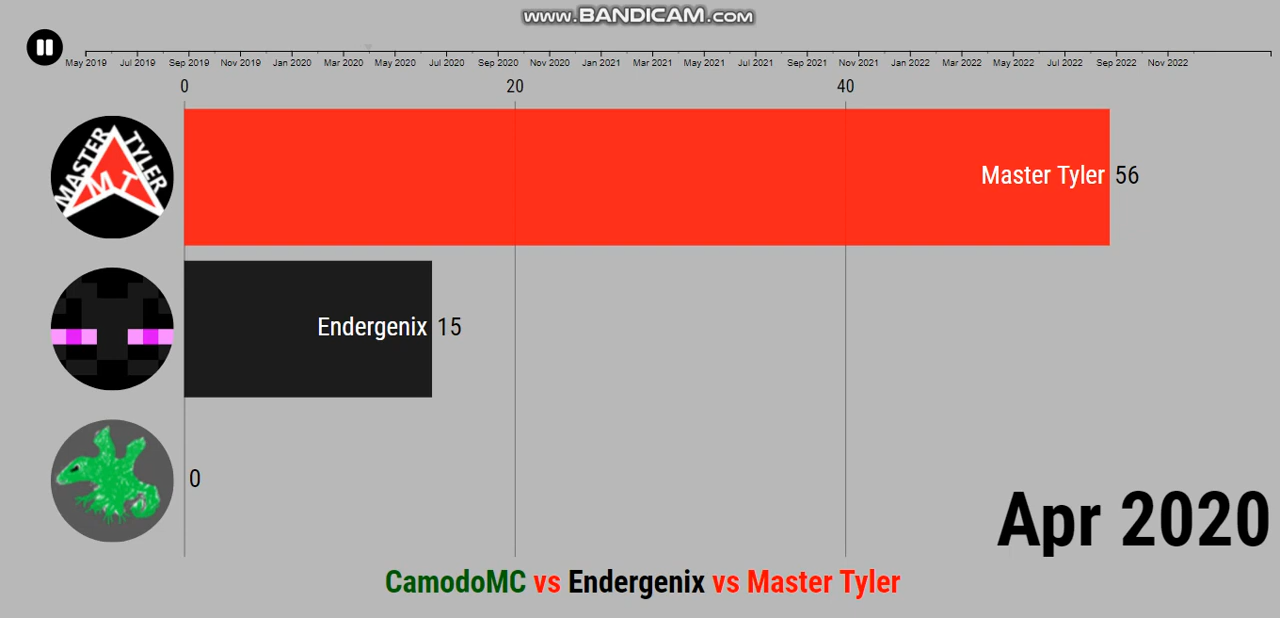 www.BANDICAM.com
May 2019 Jul 2019 Sep 2019 Nov 2019 Jan 2020 Mar 2020 May 2020 Jul 2020 Sep 2020 Nov 2020 Jan 2021 Mar 2021 May 2021 Jul 2021 Sep 2021 Nov 2021 Jan 2022 Mar 2022 May 2022 Jul 2022 Sep 2022 Nov 2022
0 20 40
MASTER TYLER
MT
Master Tyler 56
Endergenix 15
0
Apr 2020
CamodoMC vs Endergenix vs Master Tyler